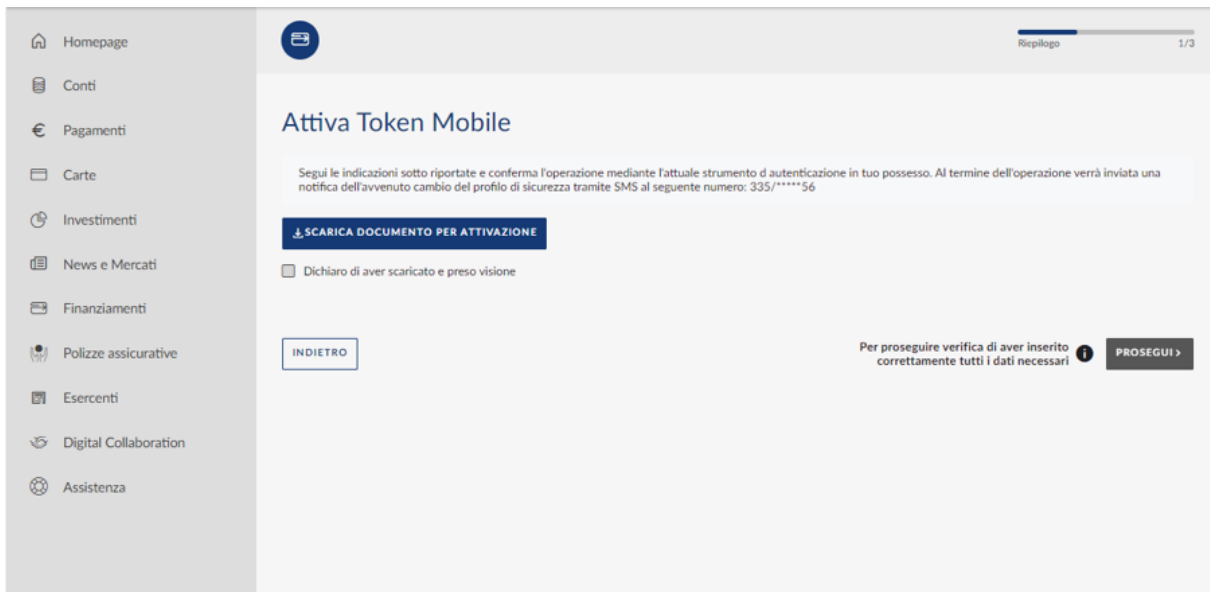 Homepage
Conti
Pagamenti
Carte
Investimenti
News e Mercati
Finanziamenti
Polizze assicurative
Esercenti
Digital Collaboration
Assistenza
Riepilogo 1/3
Attiva Token Mobile
Segui le indicazioni sotto riportate e conferma l'operazione mediante l'attuale strumento d autenticazione in tuo possesso. Al termine dell'operazione verrà inviata una
notifica dell'avvenuto cambio del profilo di sicurezza tramite SMS al seguente numero: 335/*****56
SCARICA DOCUMENTO PER ATTIVAZIONE
Dichiaro di aver scaricato e preso visione
INDIETRO
Per proseguire verifica di aver inserito
correttamente tutti i dati necessari
PROSEGUI >